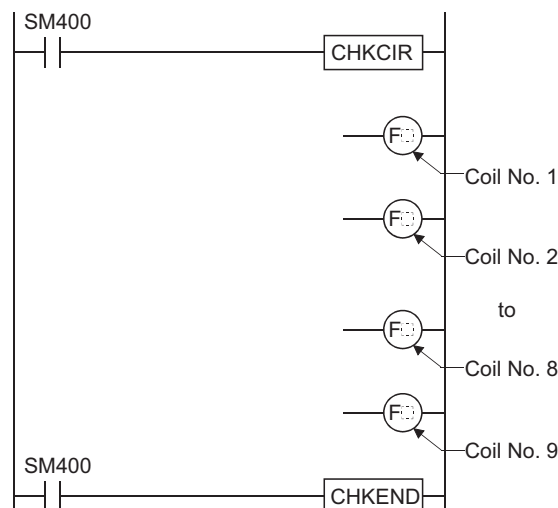 SM400
CHKCIR
F
Coil No. 1
F
Coil No. 2
to
F
Coil No. 8
F
Coil No. 9
SM400
CHKEND